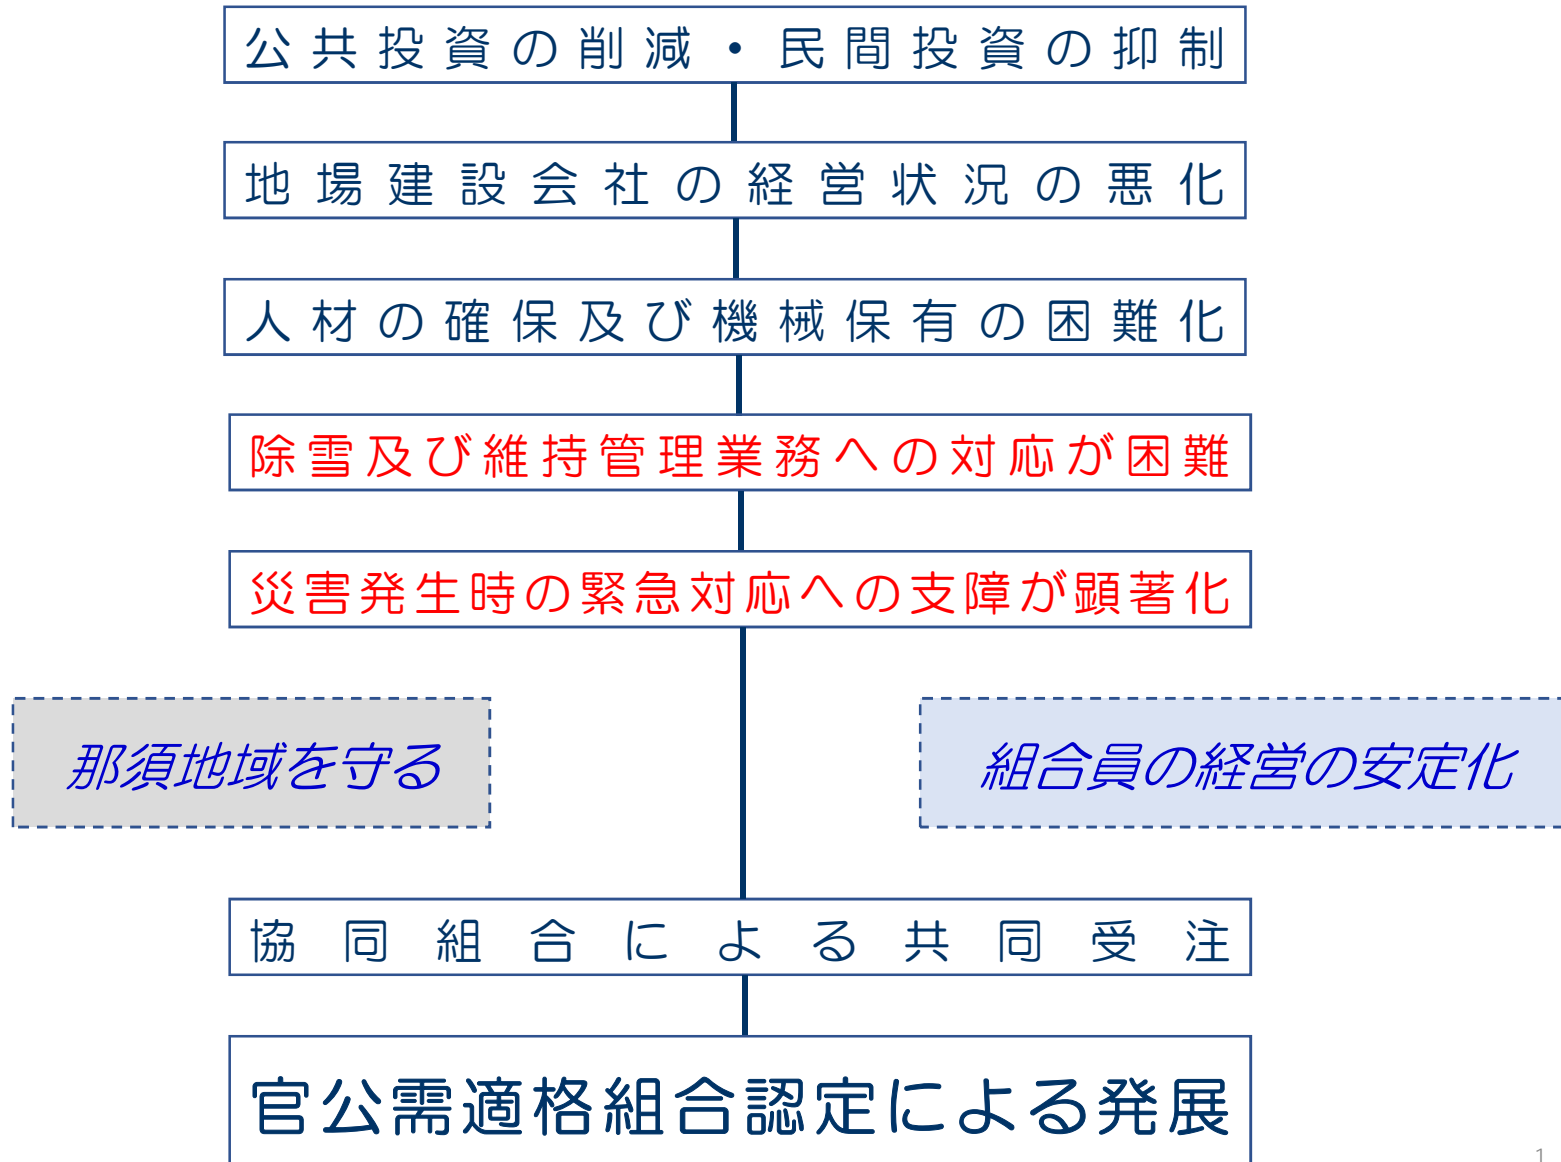 公共投資の削減・民間投資の抑制
地場建設会社の経営状況の悪化
人材の確保及び機械保有の困難化
除雪及び維持管理業務への対応が困難
災害発生時の緊急対応への支障が顕著化
那須地域を守る
組合員の経営の安定化
協同組合による共同受注
官公需適格組合認定による発展
1